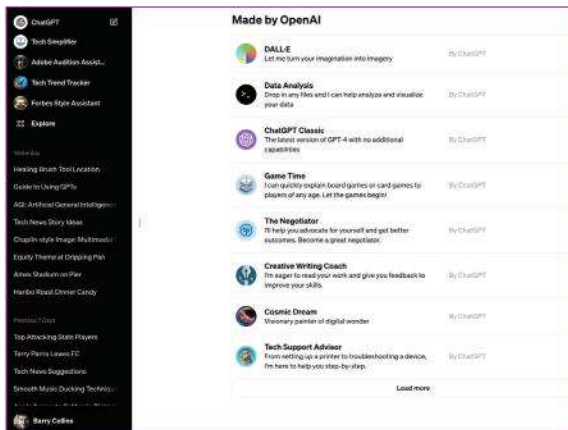 ChatGPT
Tech Simplifier
Adobe Audition Assist...
Tech Trend Tracker
Forbes Style Assistant
Explore
Yesterday
Healing Brush Tool Location
Guide to Using GPTs
AGI: Artificial General Intelligenc
Tech News Story Ideas
Chaplin-style Image: Multimodal
Equity Theme at Dripping Pan
Amex Stadium on Pier
Haribo Roast Dinner Candy
Previous 7 Days
Top Attacking Stats Players
Terry Parris Leaves FC
Tech News Suggestions
Smooth Music Ducking Techniqu
Barry Collins
Made by OpenAI
DALL·E
Let me turn your imagination into imagery
By ChatGPT
Data Analysis
Drop in any files and I can help analyze and visualize
your data
By ChatGPT
ChatGPT Classic
The latest version of GPT-4 with no additional
capabilities
By ChatGPT
Game Time
I can quickly explain board games or card games to
players of any age. Let the games begin!
By ChatGPT
The Negotiator
I'll help you advocate for yourself and get better
outcomes. Become a great negotiator.
By ChatGPT
Creative Writing Coach
I'm eager to read your work and give you feedback to
improve your skills.
By ChatGPT
Cosmic Dream
Visionary painter of digital wonder
By ChatGPT
Tech Support Advisor
From setting up a printer to troubleshooting a device,
I'm here to help you step-by-step.
By ChatGPT
Load more